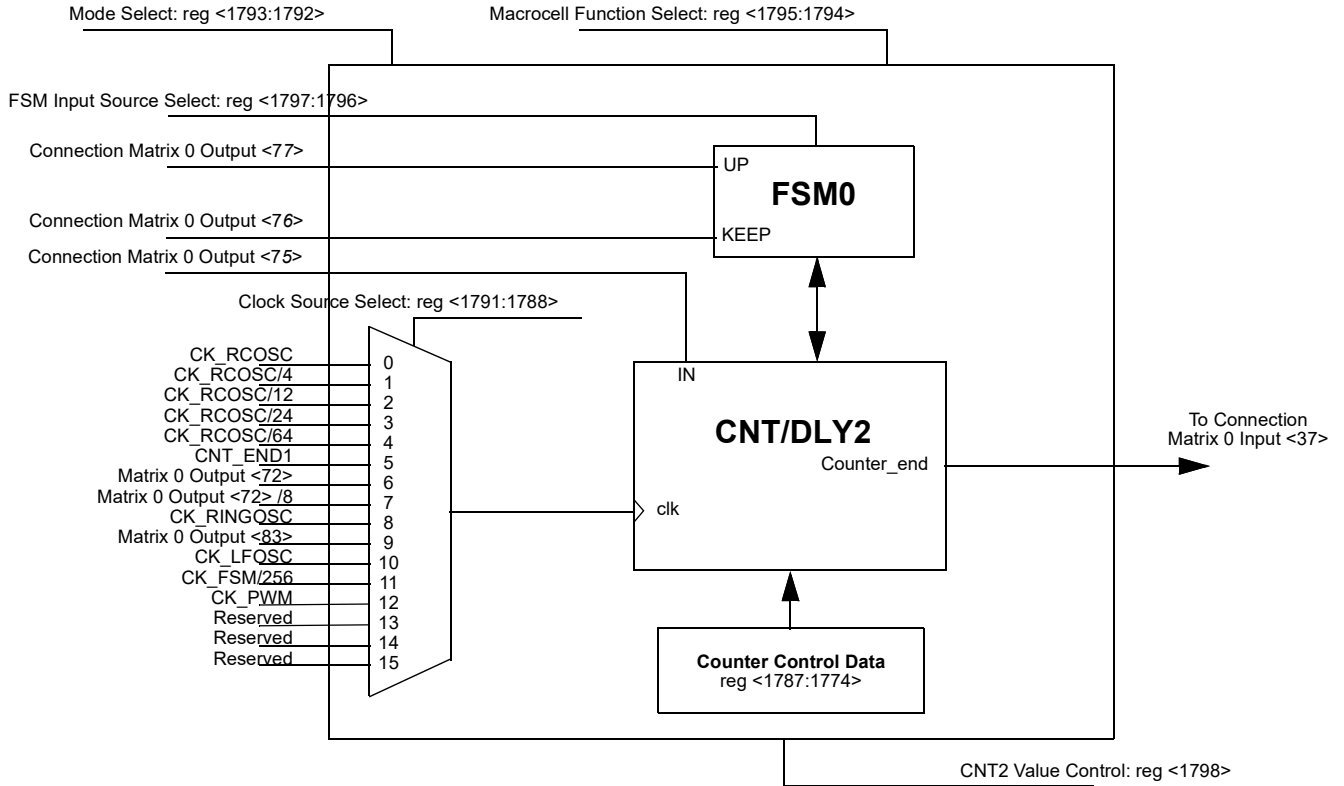 Mode Select: reg <1793:1792>
Macrocell Function Select: reg <1795:1794>
FSM Input Source Select: reg <1797:1796>
Connection Matrix 0 Output <77>
UP
FSM0
Connection Matrix 0 Output <76>
KEEP
Connection Matrix 0 Output <75>
Clock Source Select: reg <1791:1788>
CK_RCOSC 0
CK_RCOSC/4 1
CK_RCOSC/12 2
CK_RCOSC/24 3
CK_RCOSC/64 4
CNT_END1 5
Matrix 0 Output <72> 6
Matrix 0 Output <72> /8 7
CK_RINGOSC 8
Matrix 0 Output <83> 9
CK_LFOSC 10
CK_FSM/256 11
CK_PWM 12
Reserved 13
Reserved 14
Reserved 15
IN
CNT/DLY2
Counter_end
clk
To Connection
Matrix 0 Input <37>
Counter Control Data
reg <1787:1774>
CNT2 Value Control: reg <1798>